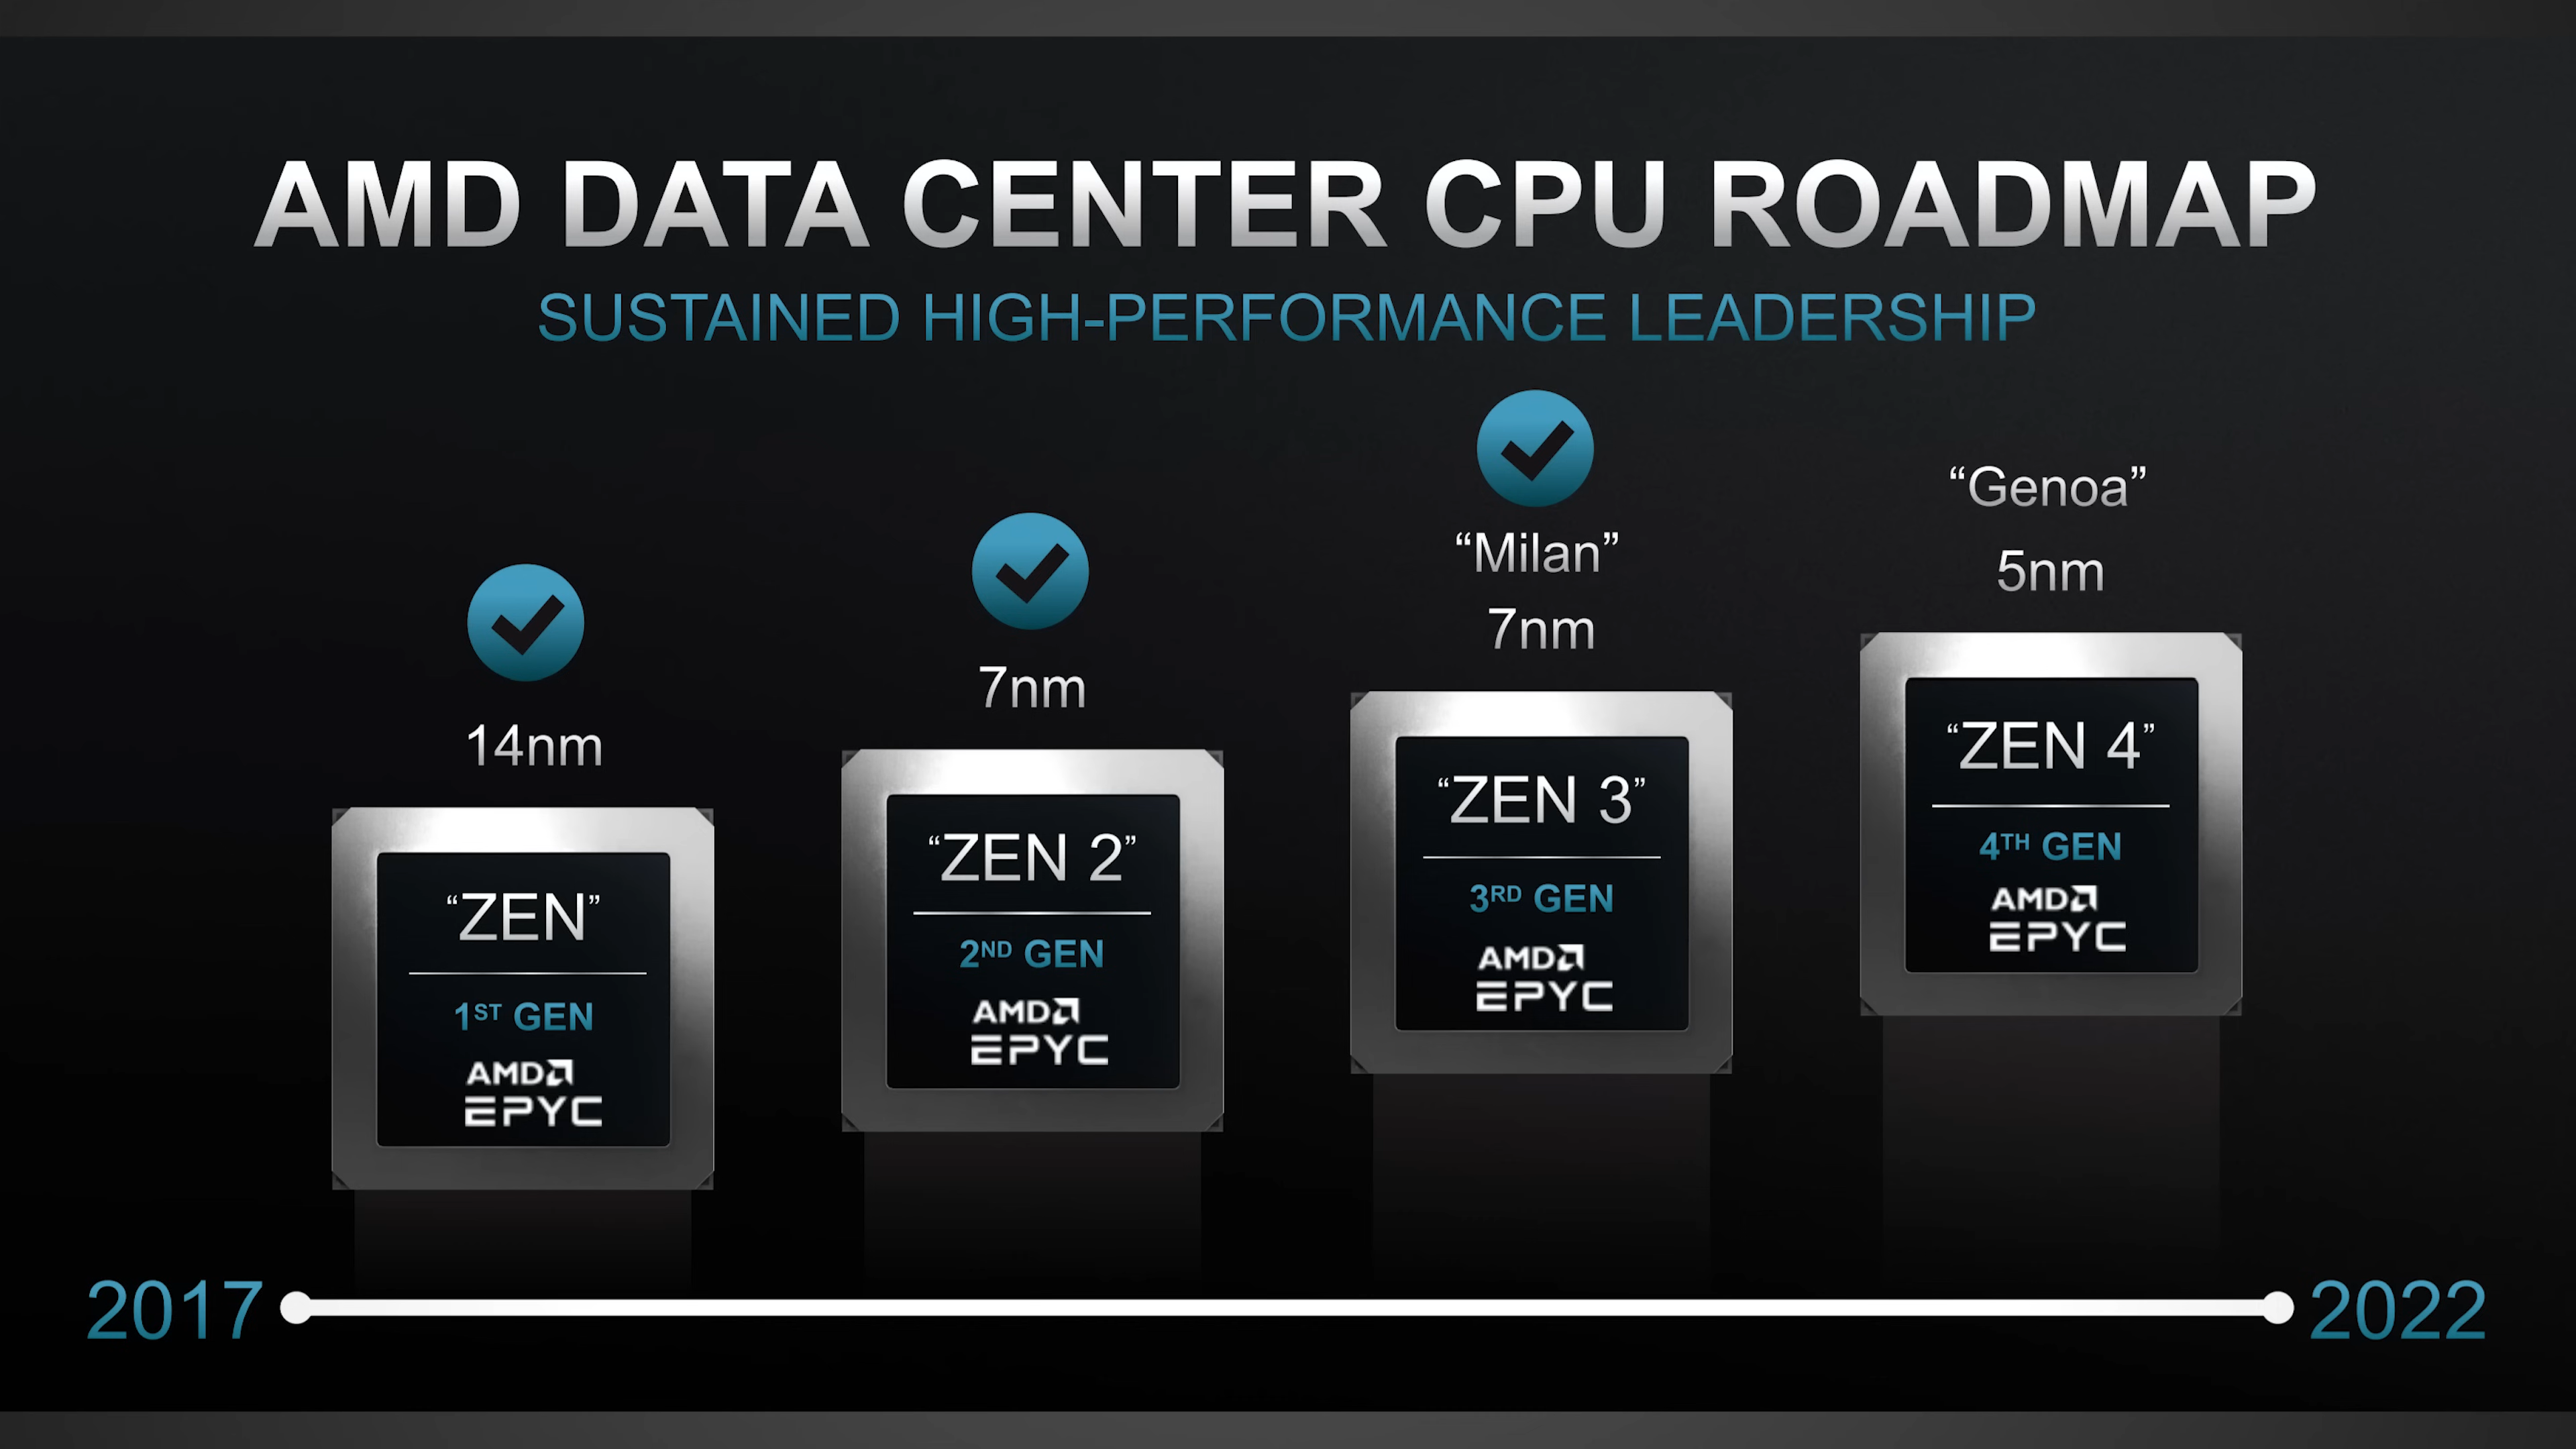 AMD DATA CENTER CPU ROADMAP
SUSTAINED HIGH-PERFORMANCE LEADERSHIP
14nm
“ZEN”
1ST GEN
AMD
EPYC
7nm
“ZEN 2”
2ND GEN
AMD
EPYC
“Milan”
7nm
“ZEN 3”
3RD GEN
AMD
EPYC
“Genoa”
5nm
“ZEN 4”
4TH GEN
AMD
EPYC
2017
2022